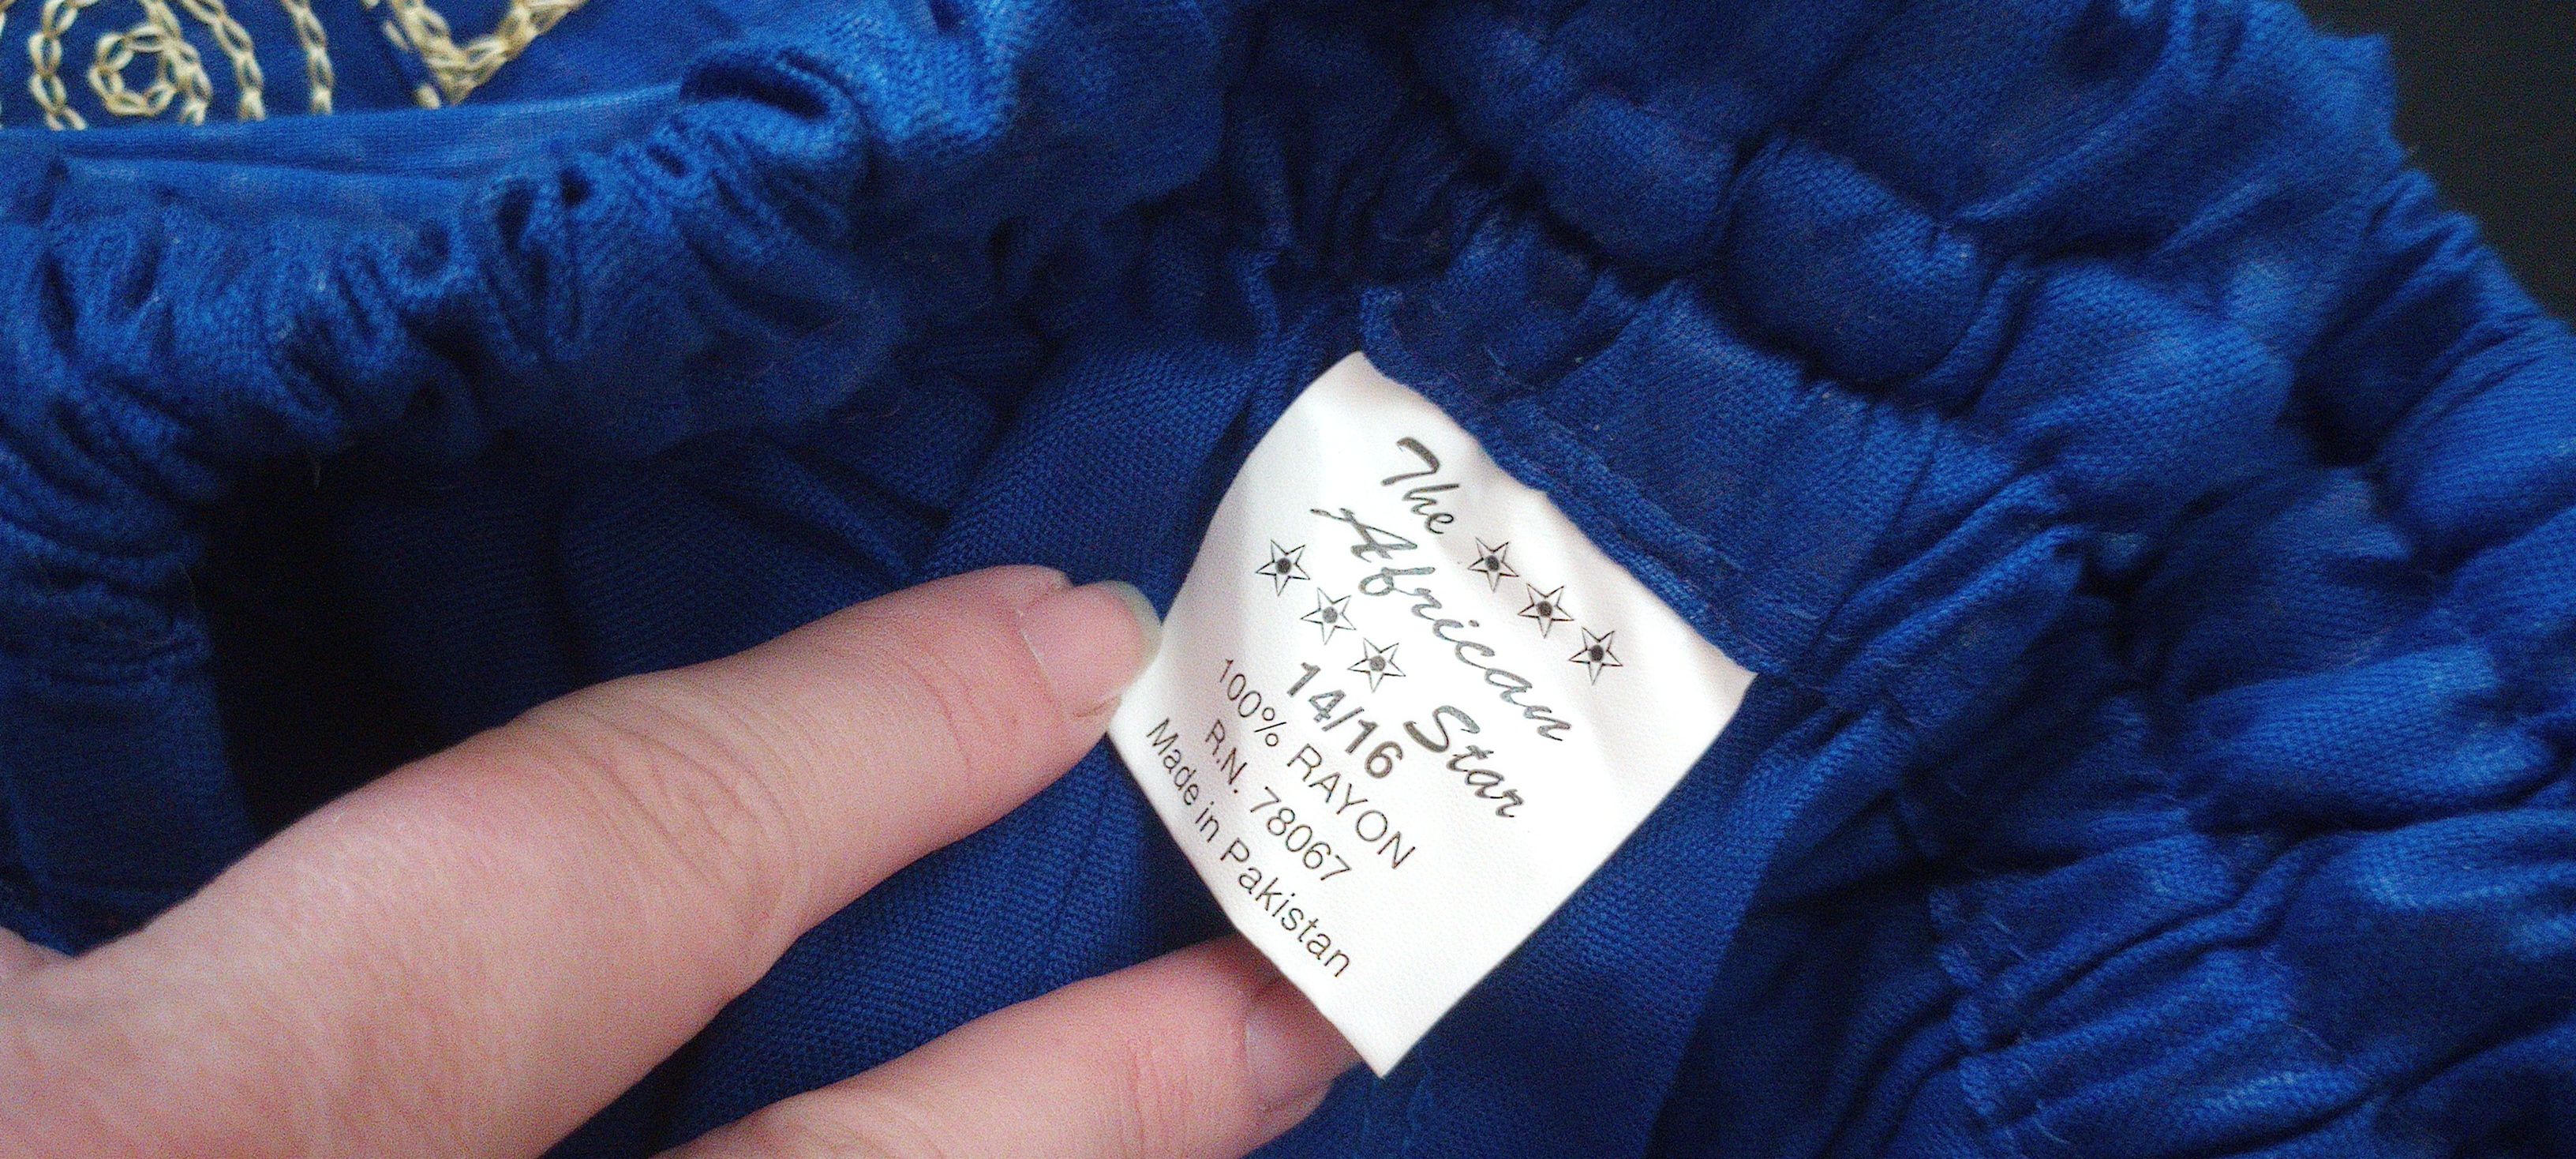 The
African
Star
14/16
100% RAYON
R.N. 78067
Made in Pakistan